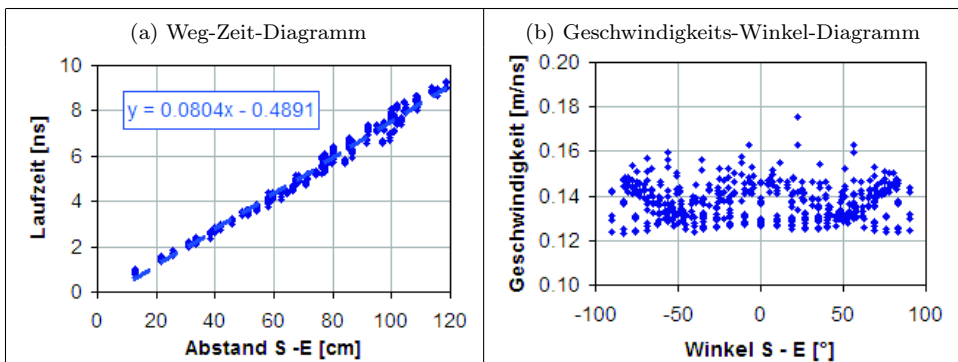 (a) Weg-Zeit-Diagramm
10
8
6
4
2
0
Laufzeit [ns]
y = 0.0804x - 0.4891
0 20 40 60 80 100 120
Abstand S -E [cm]
(b) Geschwindigkeits-Winkel-Diagramm
0.20
0.18
0.16
0.14
0.12
0.10
Geschwindigkeit [m/ns]
-100 -50 0 50 100
Winkel S - E [°]